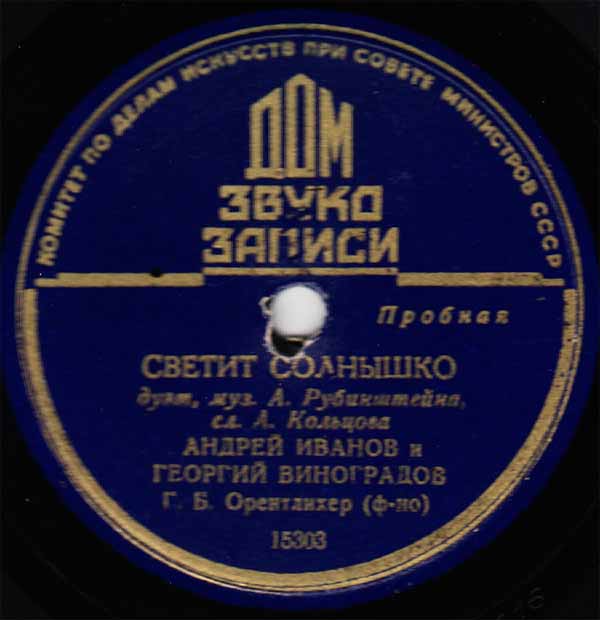 КОМИТЕТ ПО ДЕЛАМ ИСКУССТВ ПРИ СОВЕТЕ МИНИСТРОВ СССР
ДОМ
ЗВУКО
ЗАПИСИ
Пробная
СВЕТИТ СОЛНЫШКО
дуэт, муз. А. Рубинштейна,
сл. А. Кольцова
АНДРЕЙ ИВАНОВ и
ГЕОРГИЙ ВИНОГРАДОВ
Г. Б. Орентлихер (ф-но)
15303